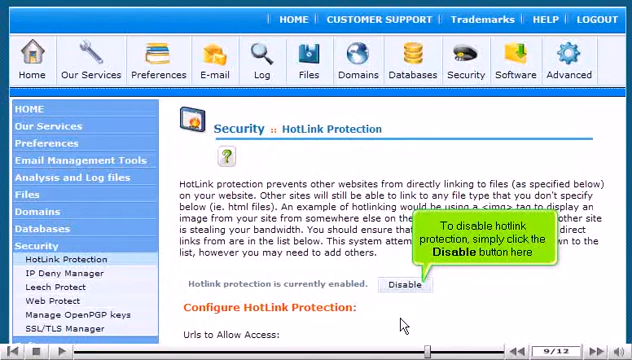 HOME | CUSTOMER SUPPORT | Trademarks | HELP | LOGOUT
Home Our Services Preferences E-mail Log Files Domains Databases Security Software Advanced
HOME
Our Services
Preferences
Email Management Tools
Analysis and Log files
Files
Domains
Databases
Security
HotLink Protection
IP Deny Manager
Leech Protect
Web Protect
Manage OpenPGP keys
SSL/TLS Manager
Security :: HotLink Protection
HotLink protection prevents other websites from directly linking to files (as specified below)
on your website. Other sites will still be able to link to any file type that you don't specify
below (ie. html files). An example of hotlinking would be using a <img> tag to display an
image from your site from somewhere else on the other site
is stealing your bandwidth. You should ensure that direct
links from are in the list below. This system attem n to the
list, however you may need to add others.
To disable hotlink
protection, simply click the
Disable button here
Hotlink protection is currently enabled. Disable
Configure HotLink Protection:
Urls to Allow Access:
9/12